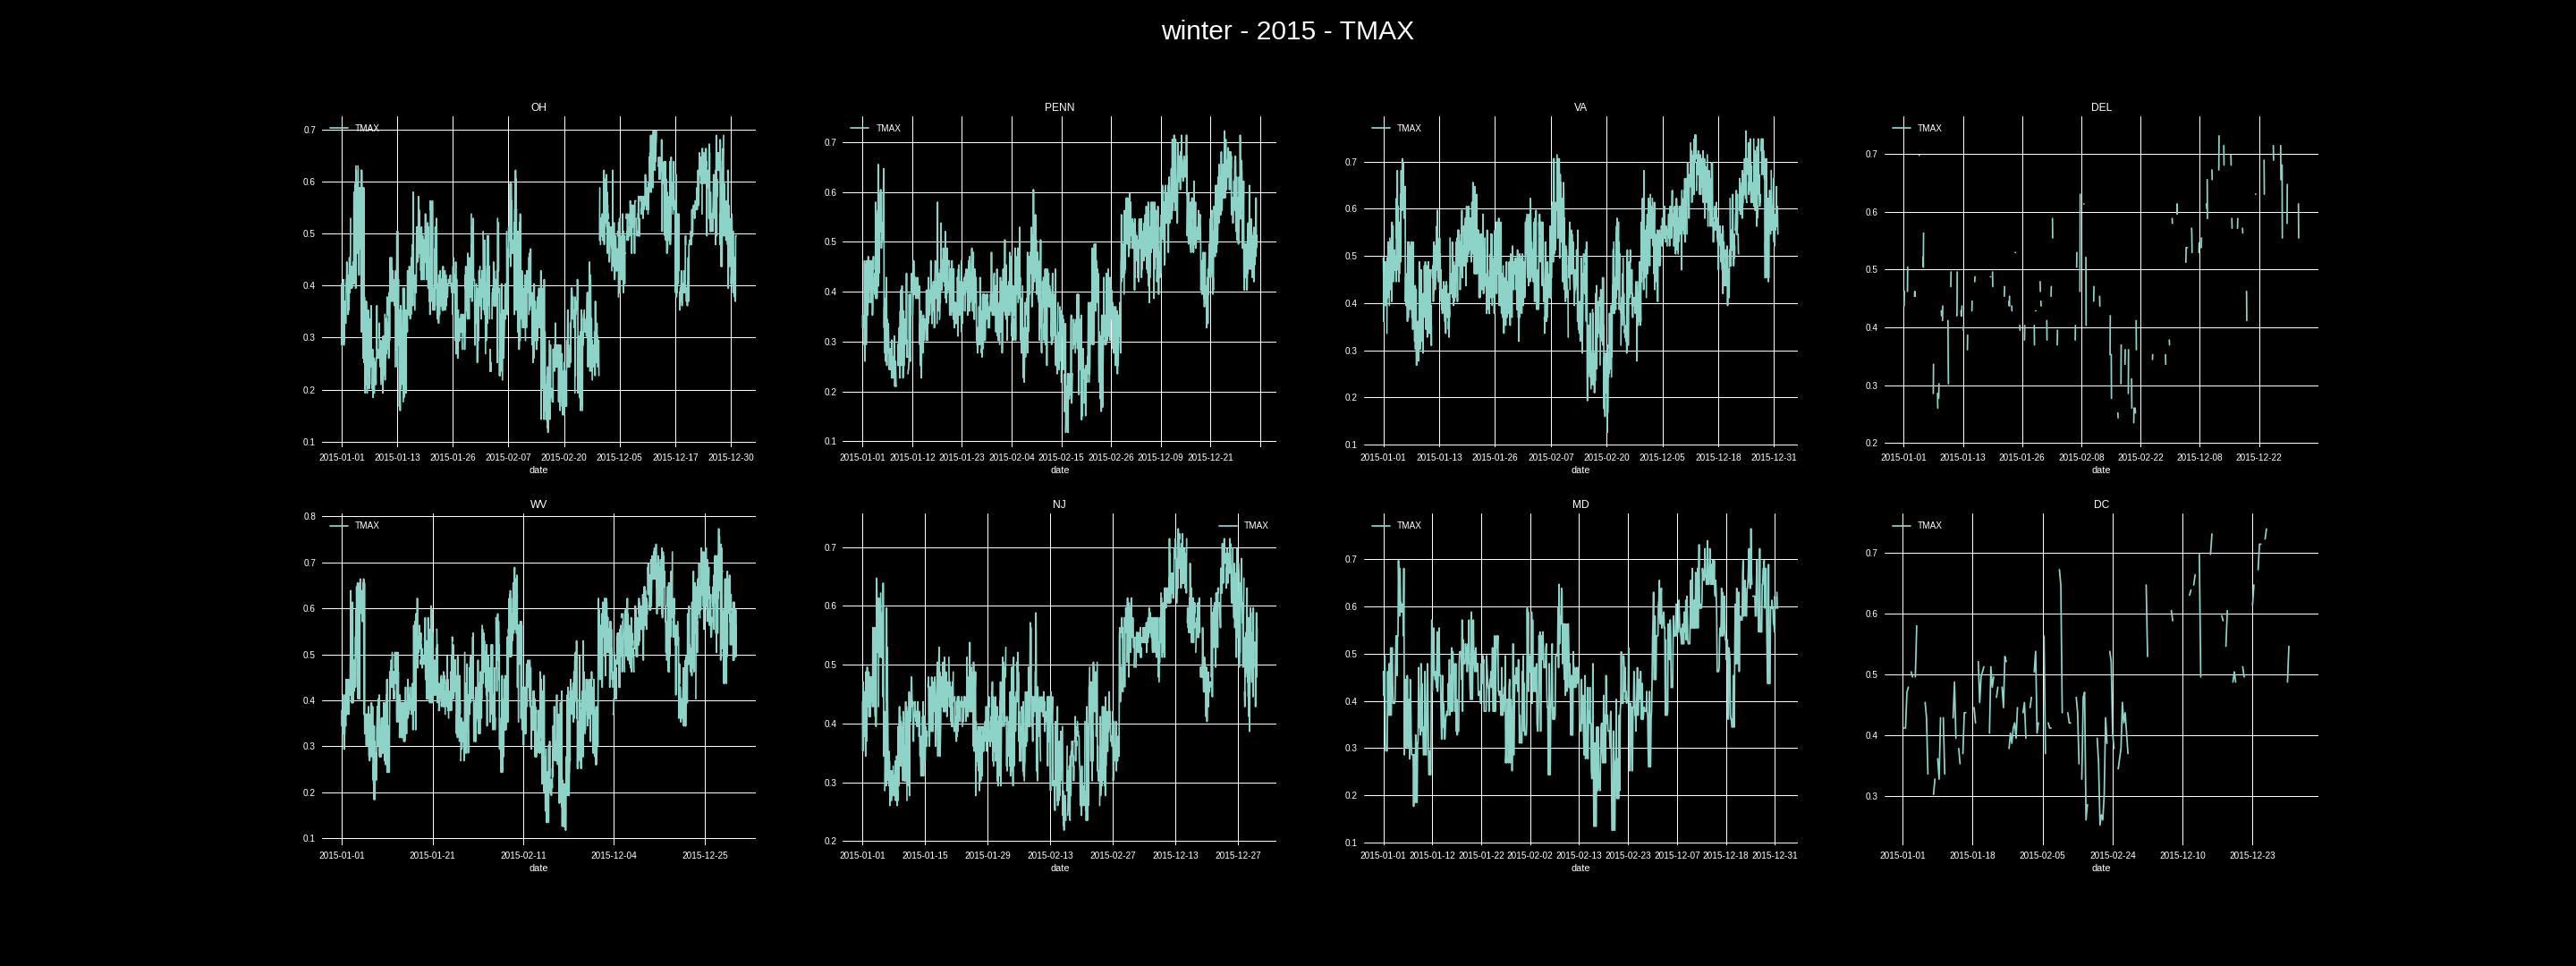 winter - 2015 - TMAX
OH
TMAX
0.7
0.6
0.5
0.4
0.3
0.2
0.1
2015-01-01 2015-01-13 2015-01-26 2015-02-07 2015-02-20 2015-12-05 2015-12-17 2015-12-30
date
PENN
TMAX
0.7
0.6
0.5
0.4
0.3
0.2
0.1
2015-01-01 2015-01-12 2015-01-23 2015-02-04 2015-02-15 2015-02-26 2015-12-09 2015-12-21
date
VA
TMAX
0.7
0.6
0.5
0.4
0.3
0.2
0.1
2015-01-01 2015-01-13 2015-01-26 2015-02-07 2015-02-20 2015-12-05 2015-12-18 2015-12-31
date
DEL
TMAX
0.7
0.6
0.5
0.4
0.3
0.2
2015-01-01 2015-01-13 2015-01-26 2015-02-08 2015-02-22 2015-12-08 2015-12-22
date
WV
TMAX
0.8
0.7
0.6
0.5
0.4
0.3
0.2
0.1
2015-01-01 2015-01-21 2015-02-11 2015-12-04 2015-12-25
date
NJ
TMAX
0.7
0.6
0.5
0.4
0.3
0.2
2015-01-01 2015-01-15 2015-01-29 2015-02-13 2015-02-27 2015-12-13 2015-12-27
date
MD
TMAX
0.7
0.6
0.5
0.4
0.3
0.2
0.1
2015-01-01 2015-01-12 2015-01-22 2015-02-02 2015-02-13 2015-02-23 2015-12-07 2015-12-18 2015-12-31
date
DC
TMAX
0.7
0.6
0.5
0.4
0.3
2015-01-01 2015-01-18 2015-02-05 2015-02-24 2015-12-10 2015-12-23
date